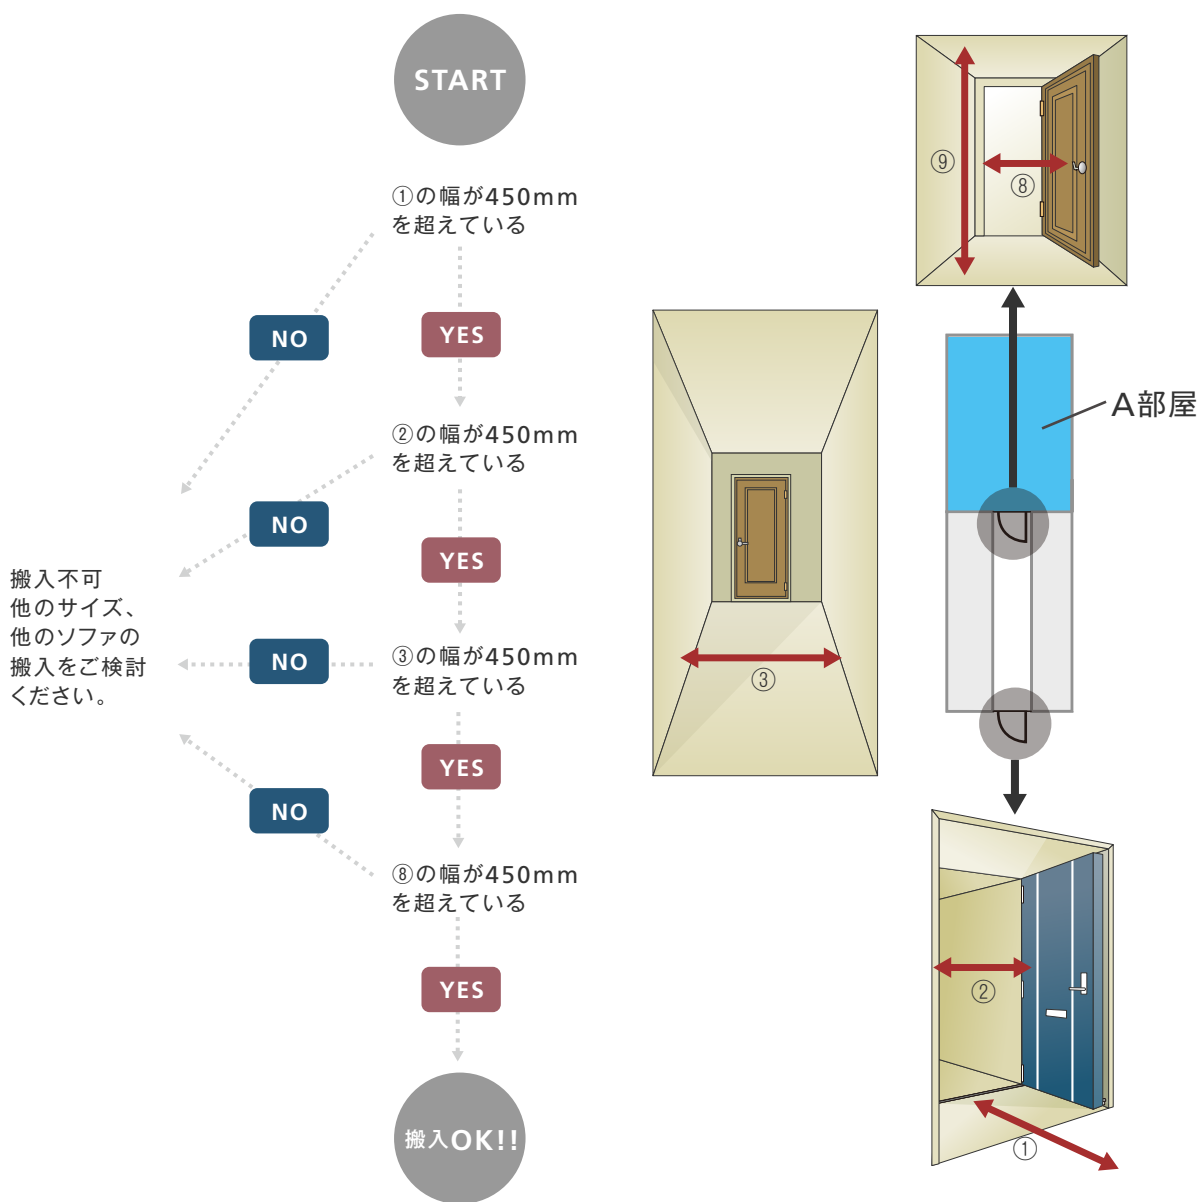 START
①の幅が450mm
を超えている
NO
YES
②の幅が450mm
を超えている
NO
YES
搬入不可
他のサイズ、
他のソファの
搬入をご検討
ください。
③の幅が450mm
を超えている
NO
YES
⑧の幅が450mm
を超えている
NO
YES
搬入OK!!
③
⑨
⑧
A部屋
②
①